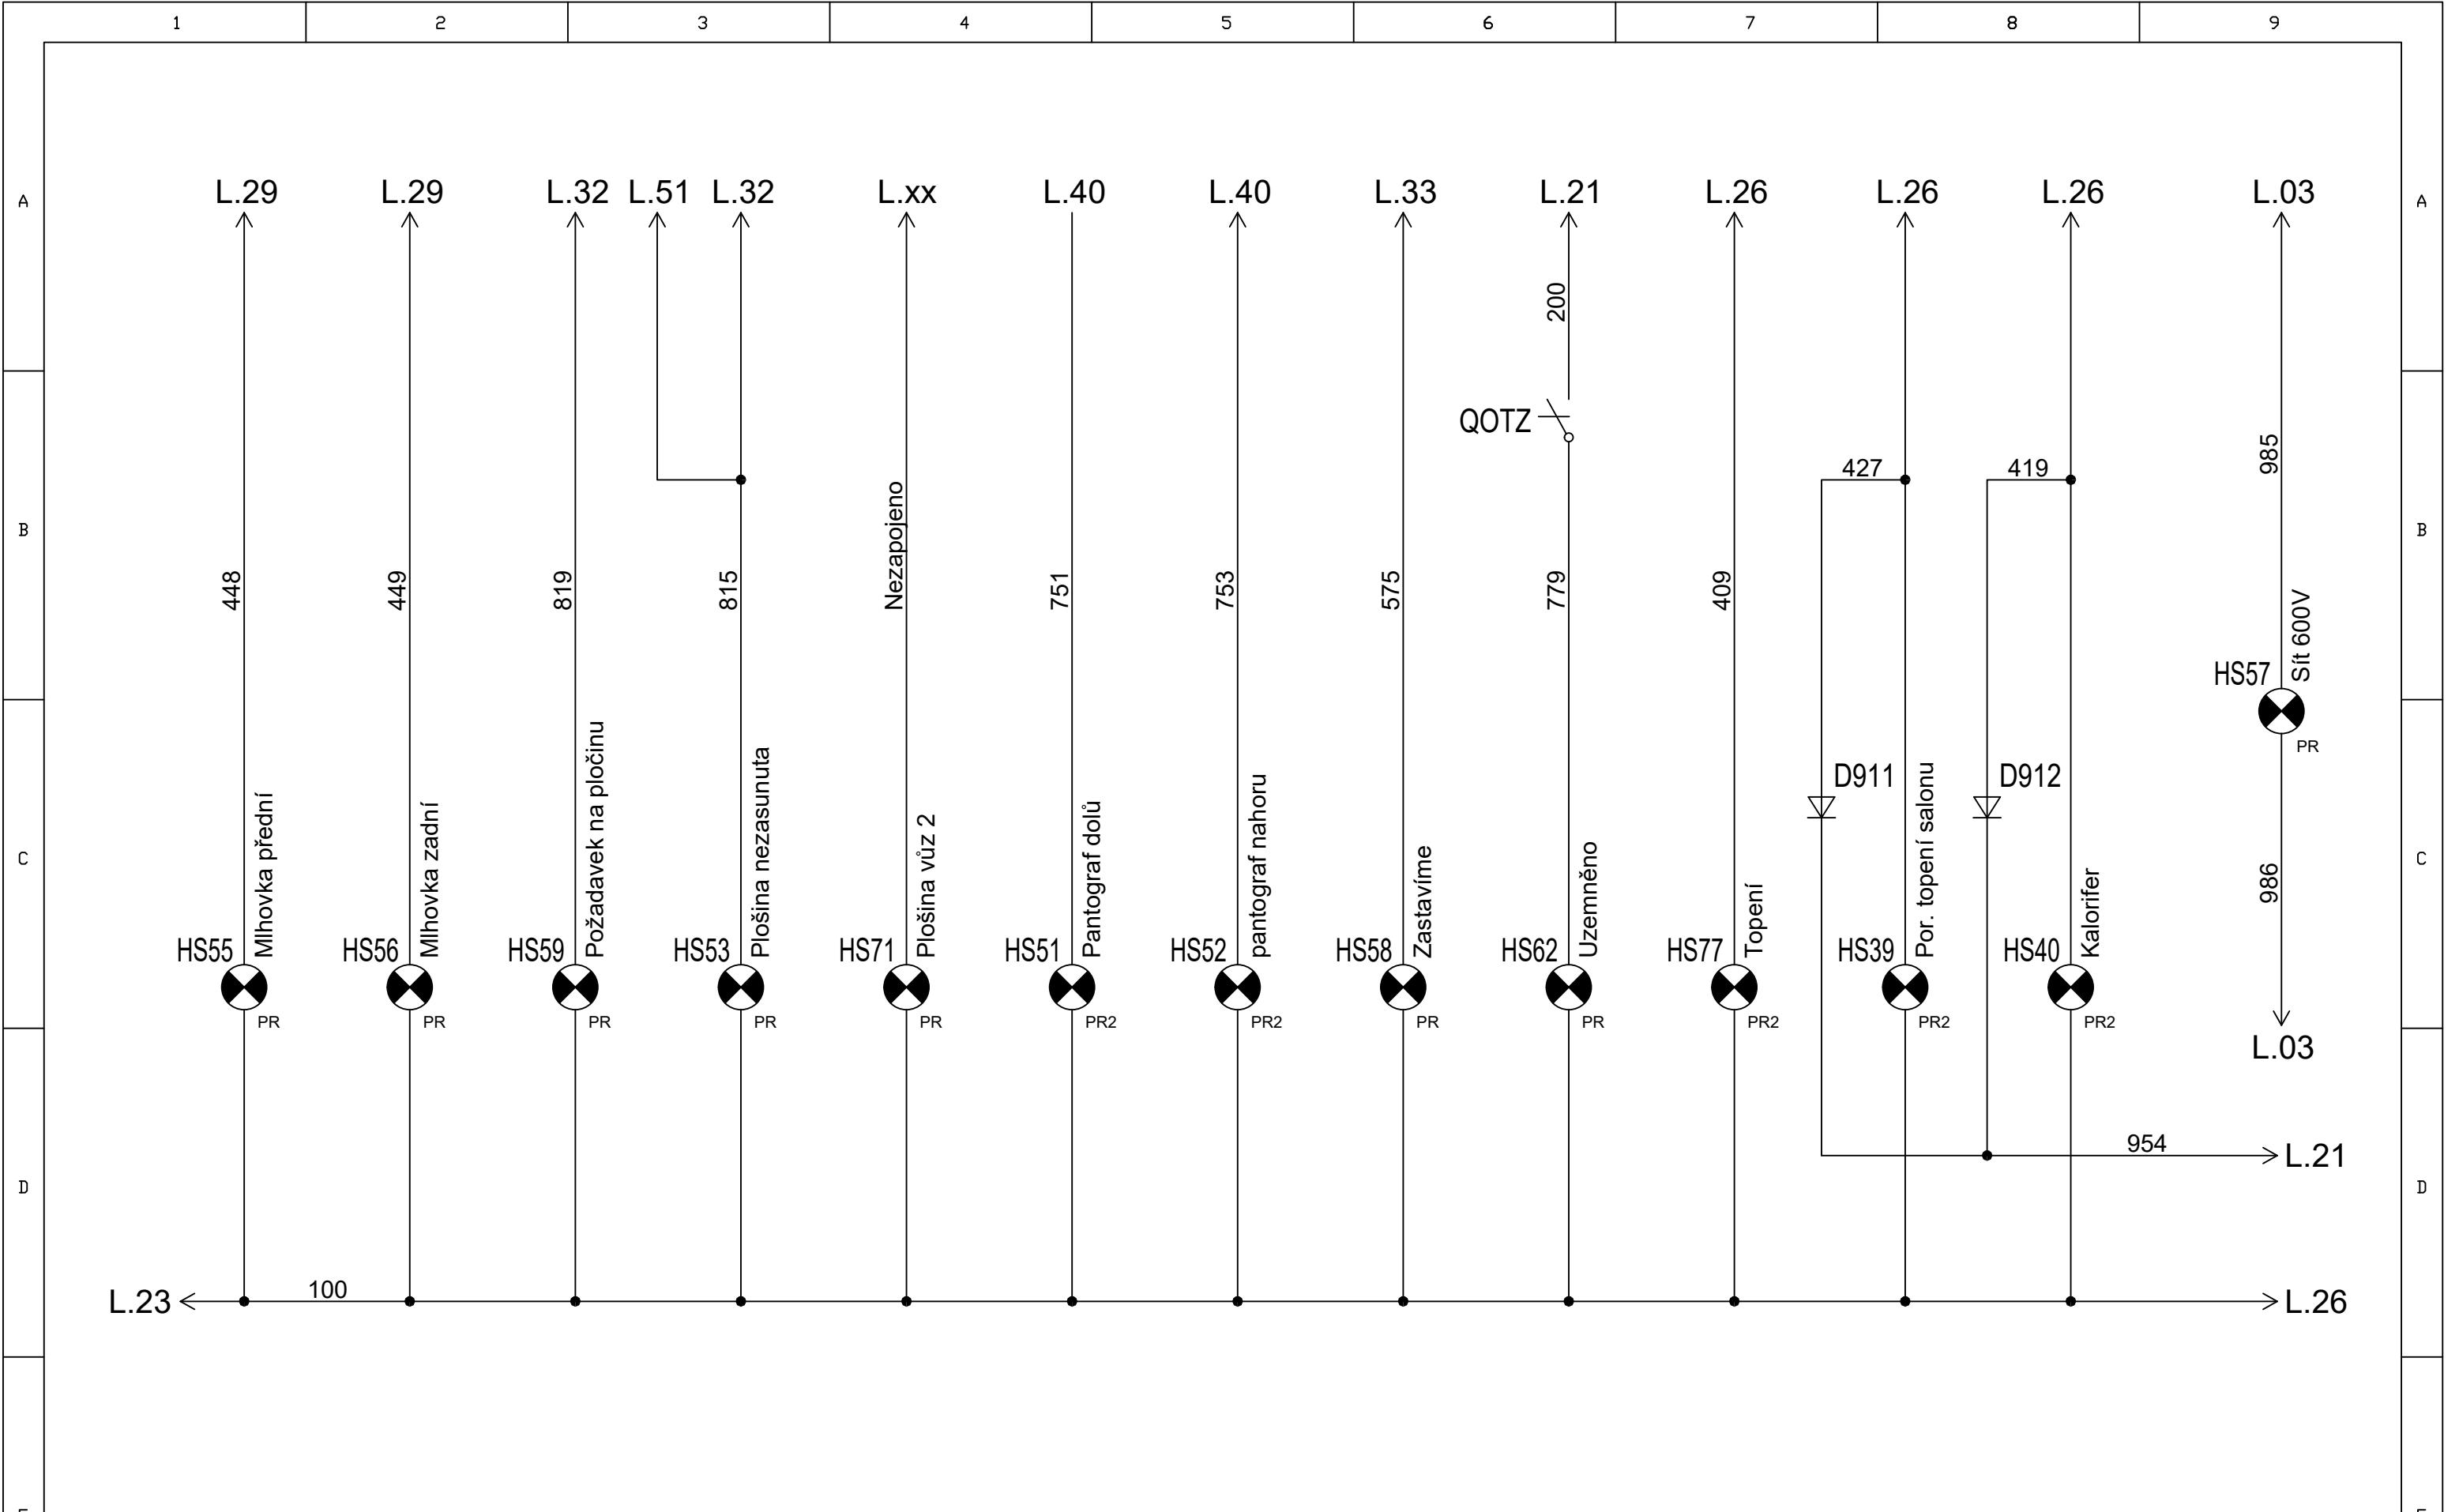 1 2 3 4 5 6 7 8 9
A A
L.29 L.29 L.32 L.51 L.32 L.xx L.40 L.40 L.33 L.21 L.26 L.26 L.26 L.03
200
QOTZ
985
427 419
B B
448 449 819 815 Nezapojeno 751 753 575 779 409
HS57 Sít 600V
PR
D911 D912
C C
986
HS55 Mlhovka přední
PR
HS56 Mlhovka zadní
PR
HS59 Požadavek na pločinu
PR
HS53 Plošina nezasunuta
PR
HS71 Plošina vůz 2
PR
HS51 Pantograf dolů
PR2
HS52 pantograf nahoru
PR2
HS58 Zastavíme
PR
HS62 Uzemněno
PR
HS77 Topení
PR2
HS39 Por. topení salonu
PR2
HS40 Kalorifer
PR2
L.03
954 L.21
D D
L.23 100 L.26